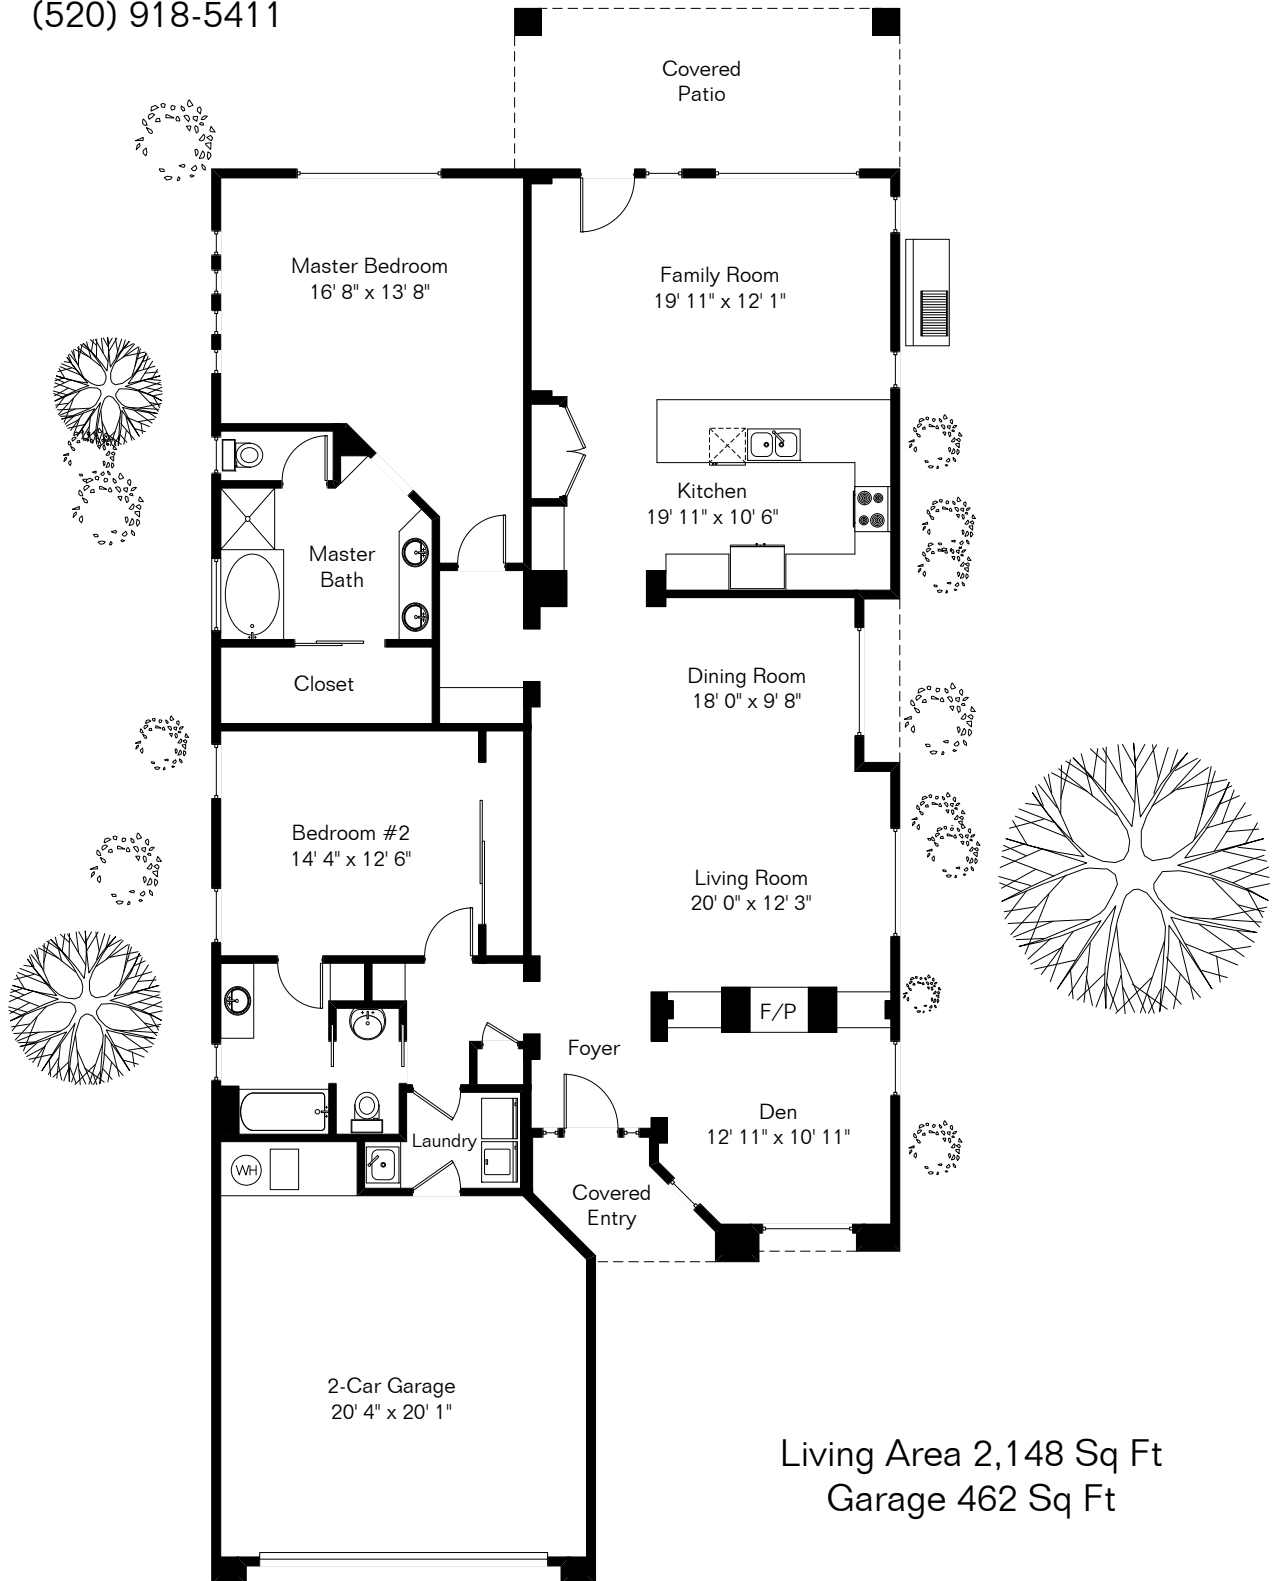 (520) 918-5411
Covered
Patio
Master Bedroom
16' 8" x 13' 8"
Family Room
19' 11" x 12' 1"
Kitchen
19' 11" x 10' 6"
Master
Bath
Closet
Dining Room
18' 0" x 9' 8"
Bedroom #2
14' 4" x 12' 6"
Living Room
20' 0" x 12' 3"
F/P
Foyer
Den
12' 11" x 10' 11"
Laundry
WH
Covered
Entry
2-Car Garage
20' 4" x 20' 1"
Living Area 2,148 Sq Ft
Garage 462 Sq Ft